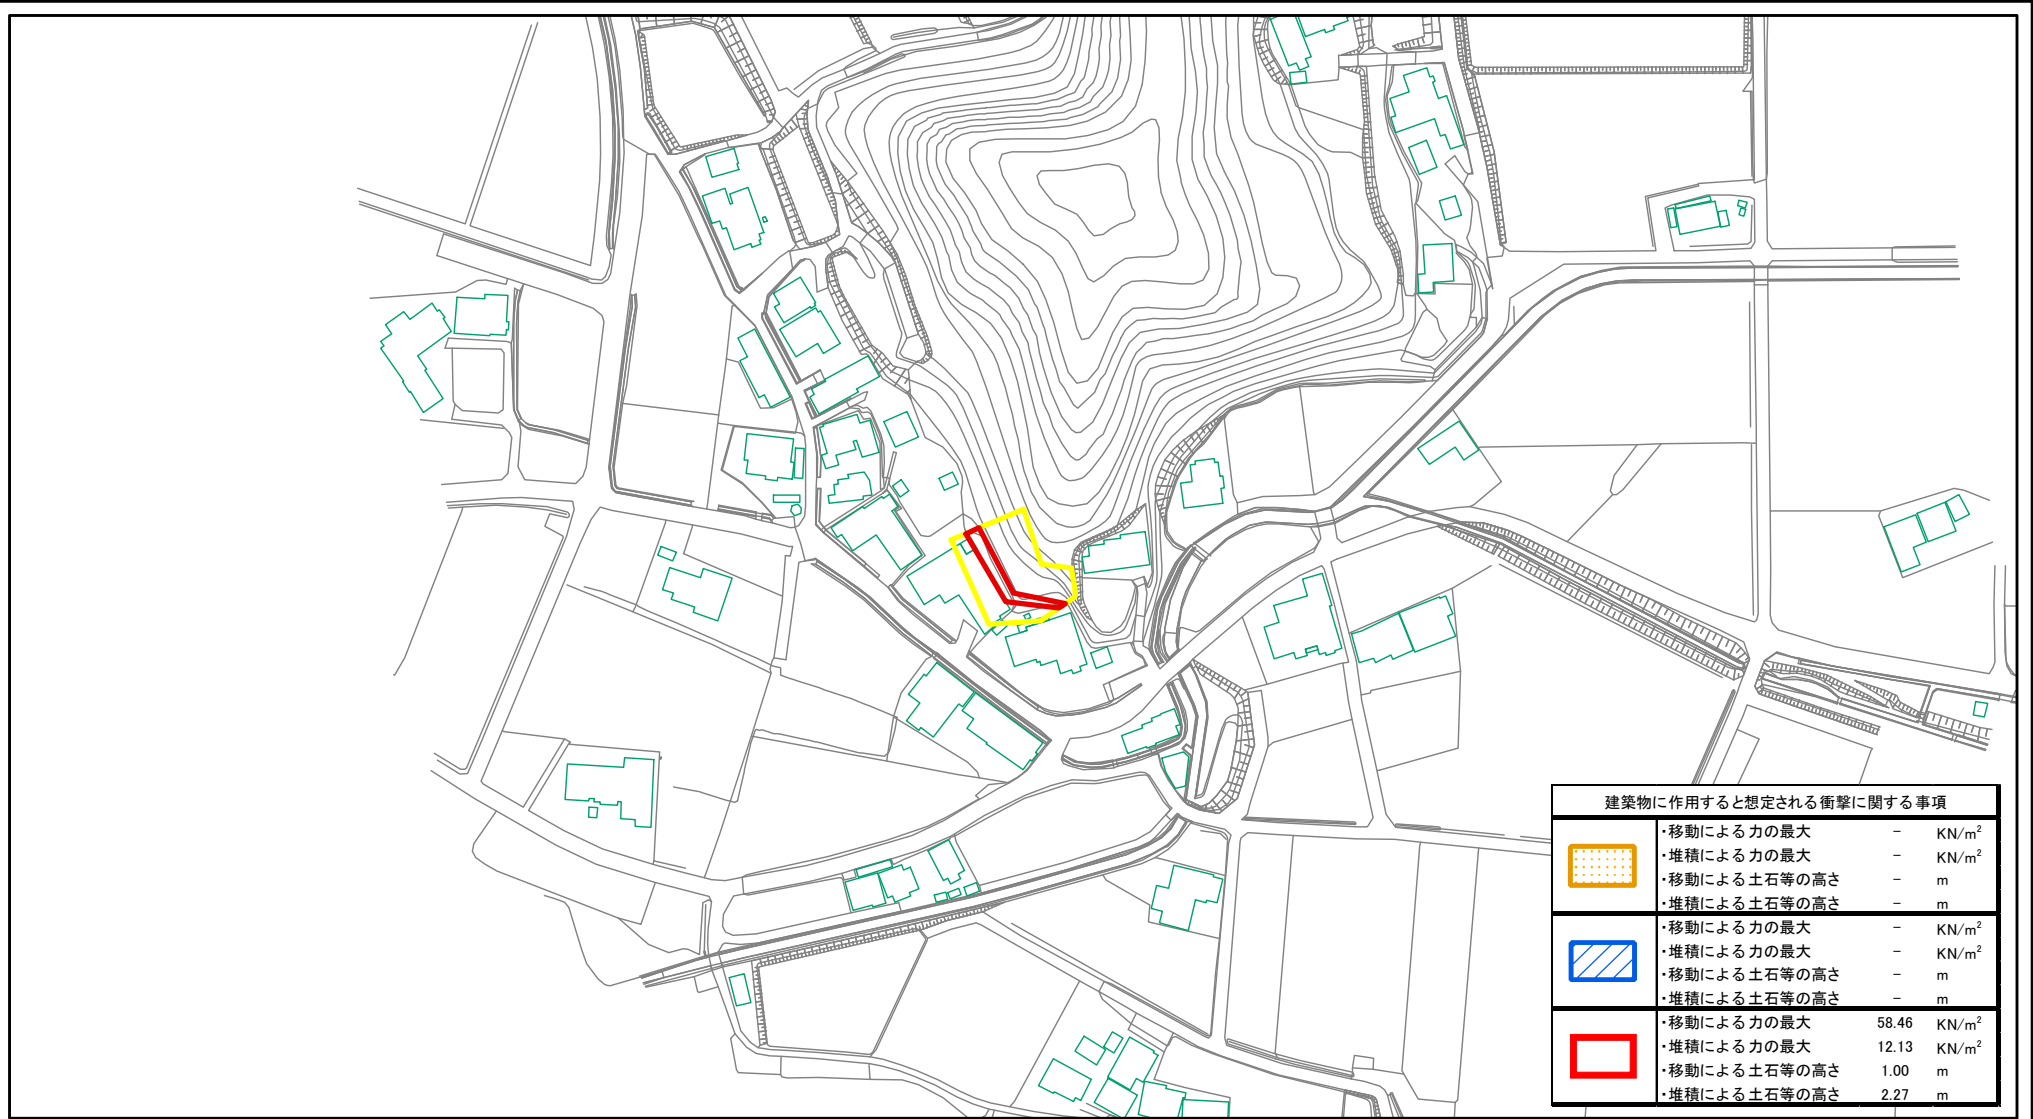 建築物に作用すると想定される衝撃に関する事項
・移動による力の最大 － KN/m²
・堆積による力の最大 － KN/m²
・移動による土石等の高さ － m
・堆積による土石等の高さ － m
・移動による力の最大 － KN/m²
・堆積による力の最大 － KN/m²
・移動による土石等の高さ － m
・堆積による土石等の高さ － m
・移動による力の最大 58.46 KN/m²
・堆積による力の最大 12.13 KN/m²
・移動による土石等の高さ 1.00 m
・堆積による土石等の高さ 2.27 m